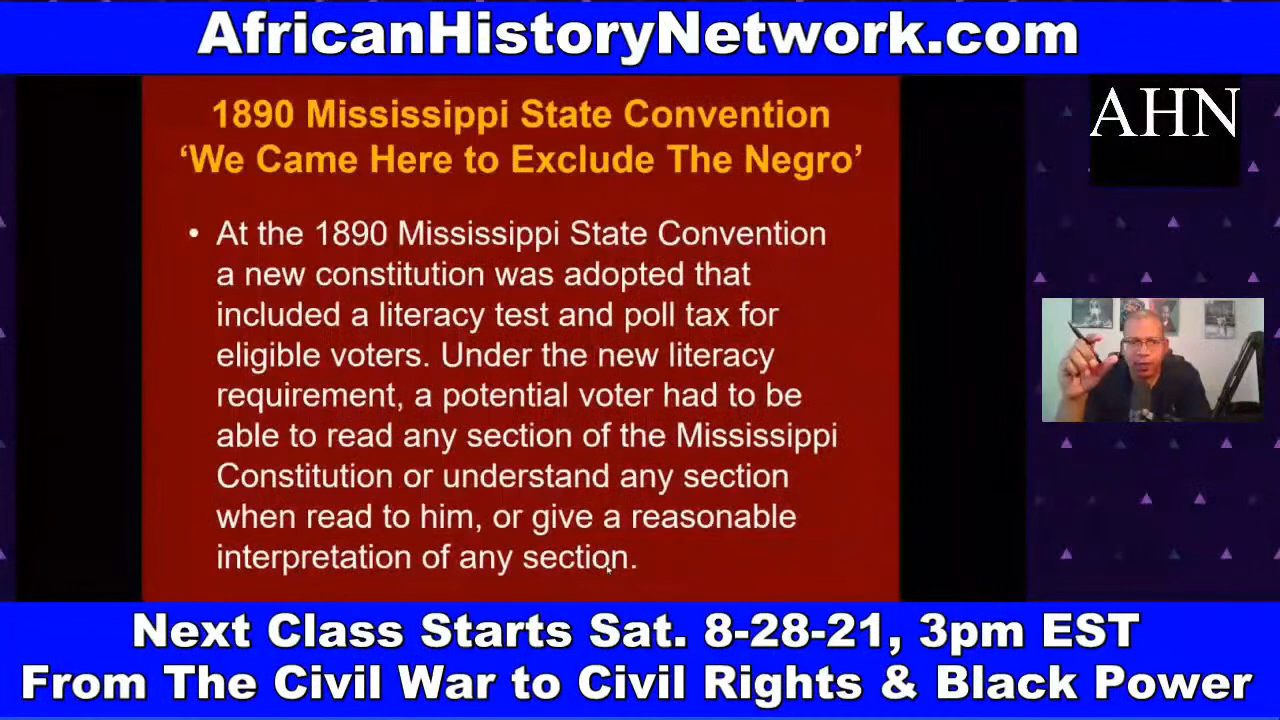 AfricanHistoryNetwork.com
AHN
1890 Mississippi State Convention
‘We Came Here to Exclude The Negro’
• At the 1890 Mississippi State Convention
a new constitution was adopted that
included a literacy test and poll tax for
eligible voters. Under the new literacy
requirement, a potential voter had to be
able to read any section of the Mississippi
Constitution or understand any section
when read to him, or give a reasonable
interpretation of any section.
Next Class Starts Sat. 8-28-21, 3pm EST
From The Civil War to Civil Rights & Black Power